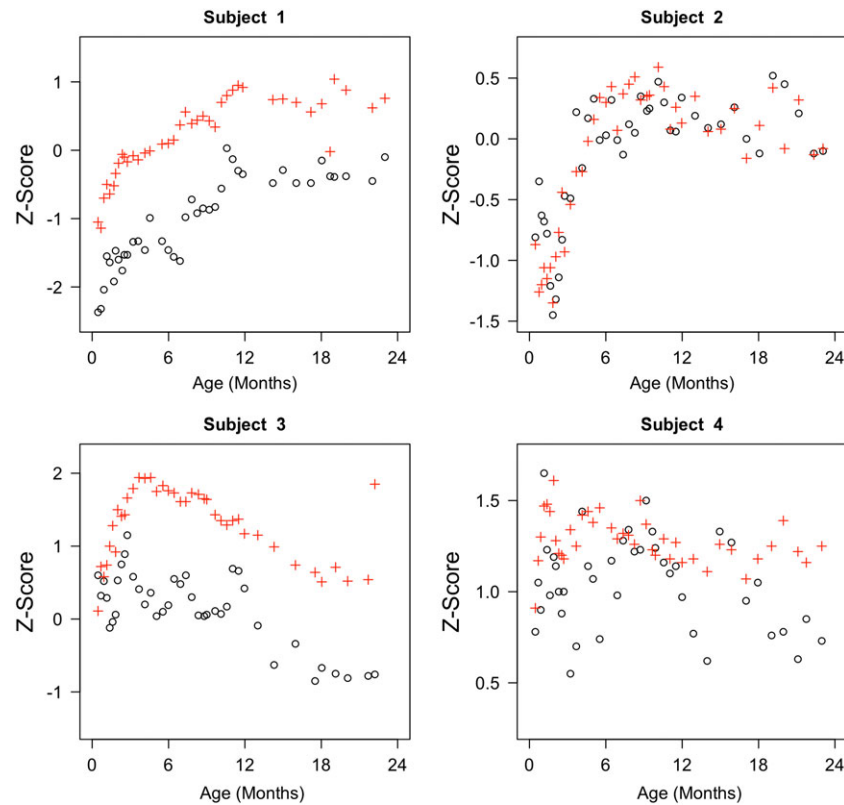 Subject 1
Z-Score
1
0
-1
-2
0 6 12 18 24
Age (Months)
Subject 2
Z-Score
0.5
0.0
-0.5
-1.0
-1.5
0 6 12 18 24
Age (Months)
Subject 3
Z-Score
2
1
0
-1
0 6 12 18 24
Age (Months)
Subject 4
Z-Score
1.5
1.0
0.5
0 6 12 18 24
Age (Months)